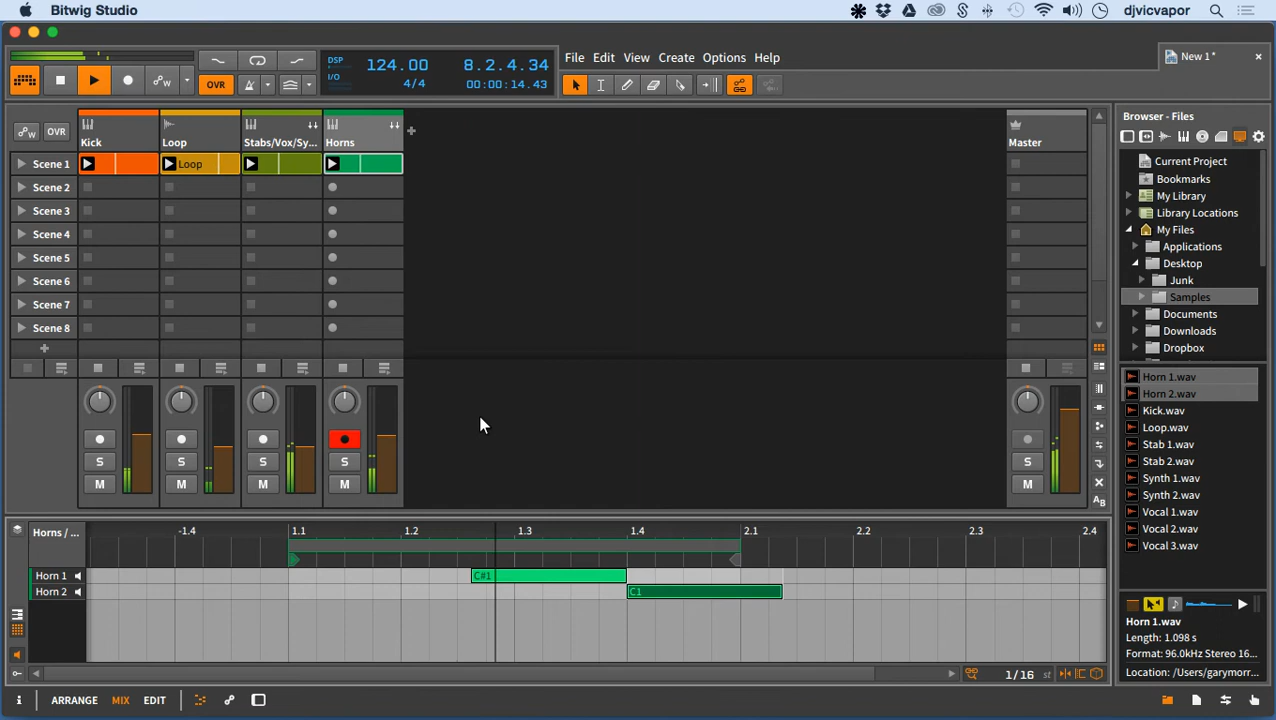 Bitwig Studio
djvicvapor
OVR
DSP
I/O
124.00
4/4
8.2.4.34
00:00:14.43
File Edit View Create Options Help
New 1*
OVR
Kick
Loop
Stabs/Vox/Sy...
Horns
Master
Scene 1
Loop
Scene 2
Scene 3
Scene 4
Scene 5
Scene 6
Scene 7
Scene 8
S S S S S
M M M M M
Browser - Files
Current Project
Bookmarks
My Library
Library Locations
My Files
Applications
Desktop
Junk
Samples
Documents
Downloads
Dropbox
Horn 1.wav
Horn 2.wav
Kick.wav
Loop.wav
Stab 1.wav
Stab 2.wav
Synth 1.wav
Synth 2.wav
Vocal 1.wav
Vocal 2.wav
Vocal 3.wav
Horn 1.wav
Length: 1.098 s
Format: 96.0kHz Stereo 16...
Location: /Users/garymorr...
Horns / ...
-1.4 1.1 1.2 1.3 1.4 2.1 2.2 2.3 2.4
Horn 1
C#1
Horn 2
C1
1/16 st
ARRANGE MIX EDIT